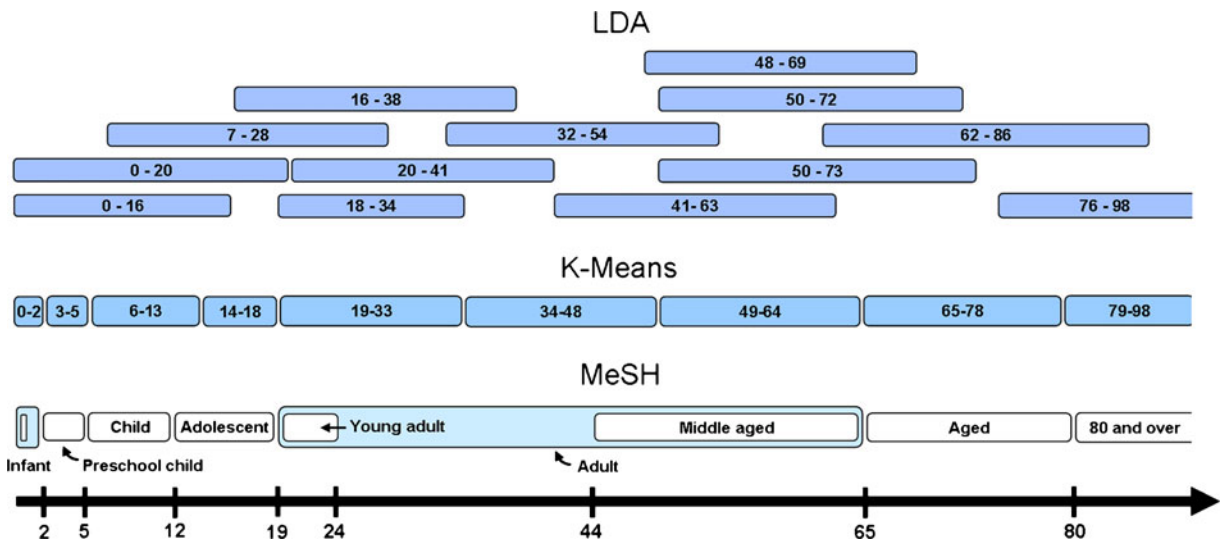 LDA
48 - 69
16 - 38 50 - 72
7 - 28 32 - 54 62 - 86
0 - 20 20 - 41 50 - 73
0 - 16 18 - 34 41- 63 76 - 98
K-Means
0-2 3-5 6-13 14-18 19-33 34-48 49-64 65-78 79-98
MeSH
Child Adolescent Young adult Middle aged Aged 80 and over
Infant Preschool child Adult
2 5 12 19 24 44 65 80